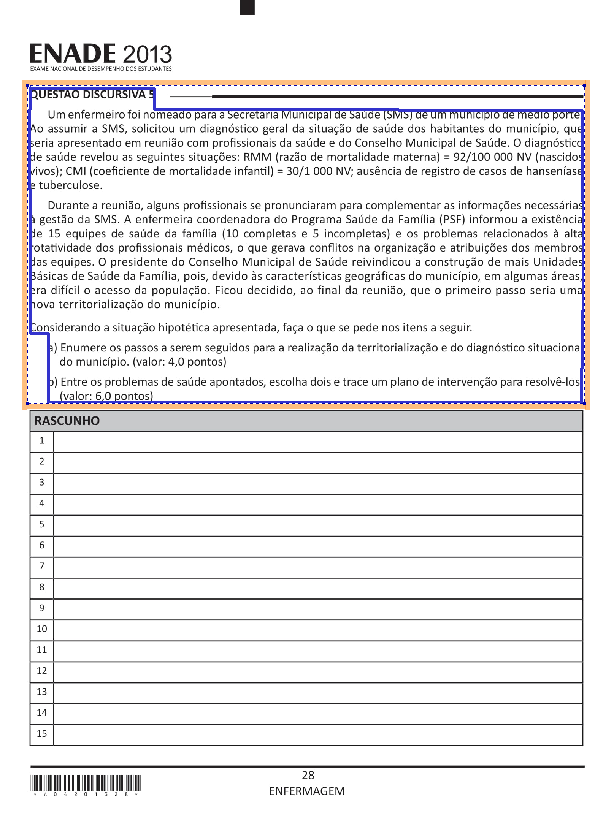 ENADE 2013
EXAME NACIONAL DE DESEMPENHO DOS ESTUDANTES
QUESTÃO DISCURSIVA 5
Um enfermeiro foi nomeado para a Secretaria Municipal de Saúde (SMS) de um município de médio porte.
Ao assumir a SMS, solicitou um diagnóstico geral da situação de saúde dos habitantes do município, que
seria apresentado em reunião com profissionais da saúde e do Conselho Municipal de Saúde. O diagnóstico
de saúde revelou as seguintes situações: RMM (razão de mortalidade materna) = 92/100 000 NV (nascidos
vivos); CMI (coeficiente de mortalidade infantil) = 30/1 000 NV; ausência de registro de casos de hanseníase
e tuberculose.
Durante a reunião, alguns profissionais se pronunciaram para complementar as informações necessárias
à gestão da SMS. A enfermeira coordenadora do Programa Saúde da Família (PSF) informou a existência
de 15 equipes de saúde da família (10 completas e 5 incompletas) e os problemas relacionados à alta
rotatividade dos profissionais médicos, o que gerava conflitos na organização e atribuições dos membros
das equipes. O presidente do Conselho Municipal de Saúde reivindicou a construção de mais Unidades
Básicas de Saúde da Família, pois, devido às características geográficas do município, em algumas áreas,
era difícil o acesso da população. Ficou decidido, ao final da reunião, que o primeiro passo seria uma
nova territorialização do município.
Considerando a situação hipotética apresentada, faça o que se pede nos itens a seguir.
a) Enumere os passos a serem seguidos para a realização da territorialização e do diagnóstico situacional
do município. (valor: 4,0 pontos)
b) Entre os problemas de saúde apontados, escolha dois e trace um plano de intervenção para resolvê-los.
(valor: 6,0 pontos)
RASCUNHO
1
2
3
4
5
6
7
8
9
10
11
12
13
14
15
28
ENFERMAGEM